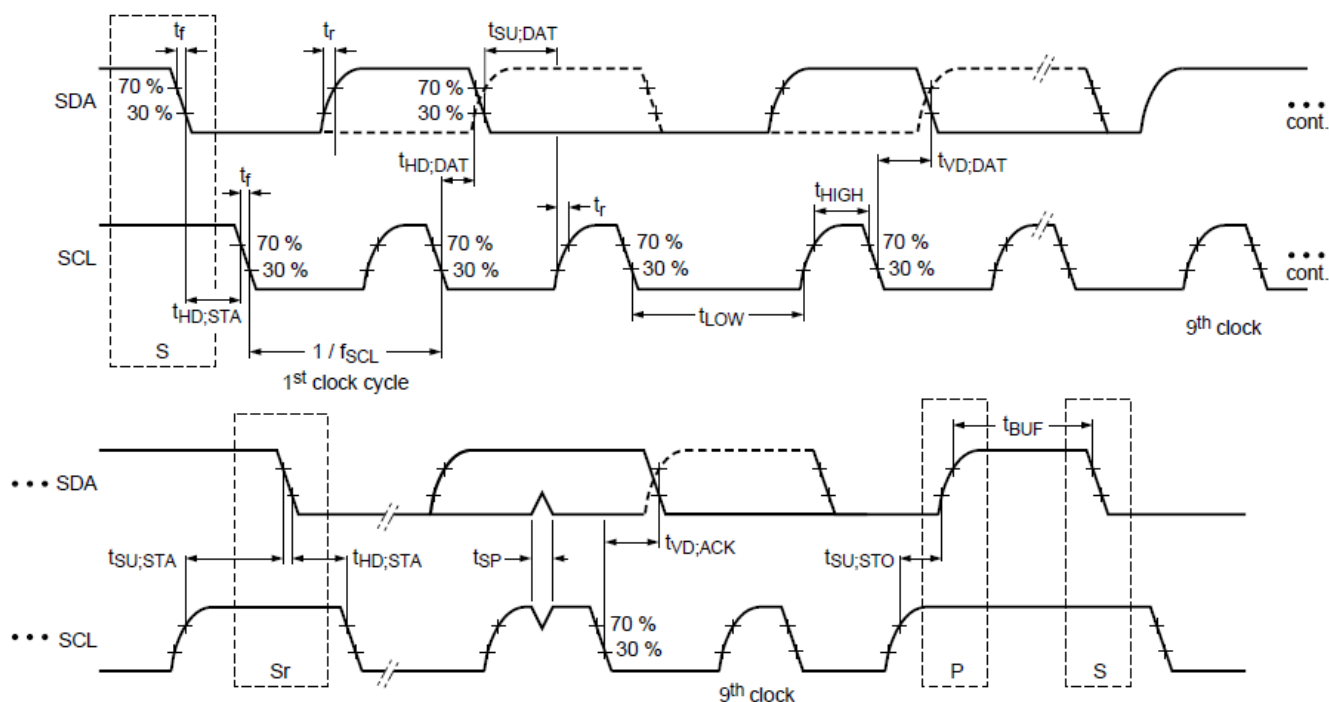 tf tr tSU;DAT
70 % 70 %
SDA
30 % 30 %
••• cont.
tHD;DAT tVD;DAT
tf tr tHIGH
70 % 70 % 70 % 70 %
SCL
30 % 30 % 30 % 30 %
••• cont.
tHD;STA tLOW
9th clock
S 1 / fSCL
1st clock cycle
tBUF
••• SDA
tSU;STA tHD;STA tSP tVD;ACK tSU;STO
70 %
••• SCL
30 %
Sr P S
9th clock